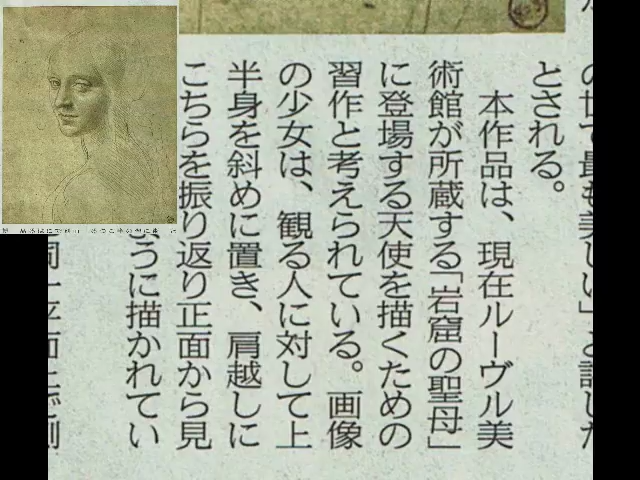 の世で最も美しい」と評した
とされる。
本作品は、現在ルーヴル美
術館が所蔵する「岩窟の聖母」
に登場する天使を描くための
習作と考えられている。画像
の少女は、観る人に対して上
半身を斜めに置き、肩越しに
こちらを振り返り正面から見
ように描かれてい